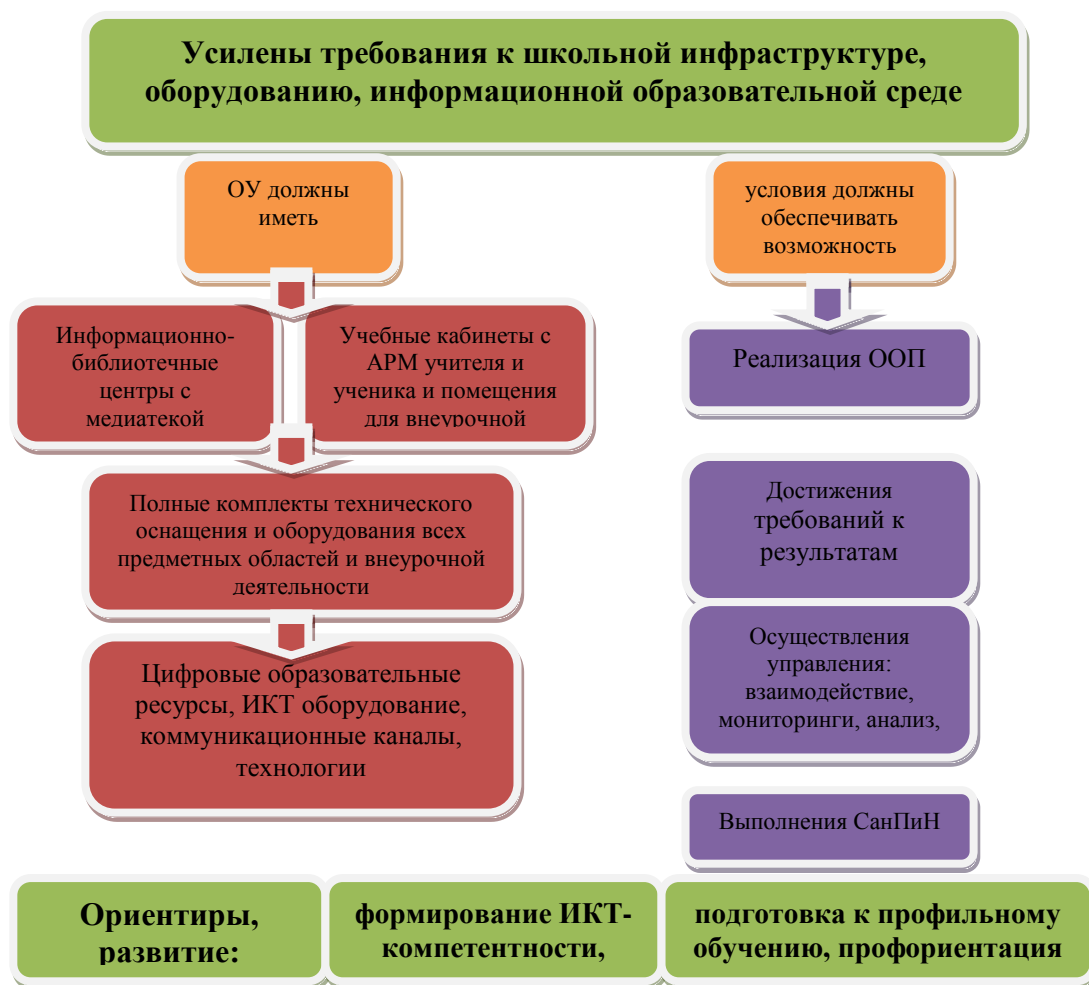 Усилены требования к школьной инфраструктуре,
оборудованию, информационной образовательной среде
ОУ должны
иметь
условия должны
обеспечивать
возможность
Информационно-
библиотечные
центры с
медиатекой
Учебные кабинеты с
АРМ учителя и
ученика и помещения
для внеурочной
Реализация ООП
Полные комплекты технического
оснащения и оборудования всех
предметных областей и внеурочной
деятельности
Достижения
требований к
результатам
Цифровые образовательные
ресурсы, ИКТ оборудование,
коммуникационные каналы,
технологии
Осуществления
управления:
взаимодействие,
мониторинги, анализ,
Выполнения СанПиН
Ориентиры,
развитие:
формирование ИКТ-
компетентности,
подготовка к профильному
обучению, профориентация